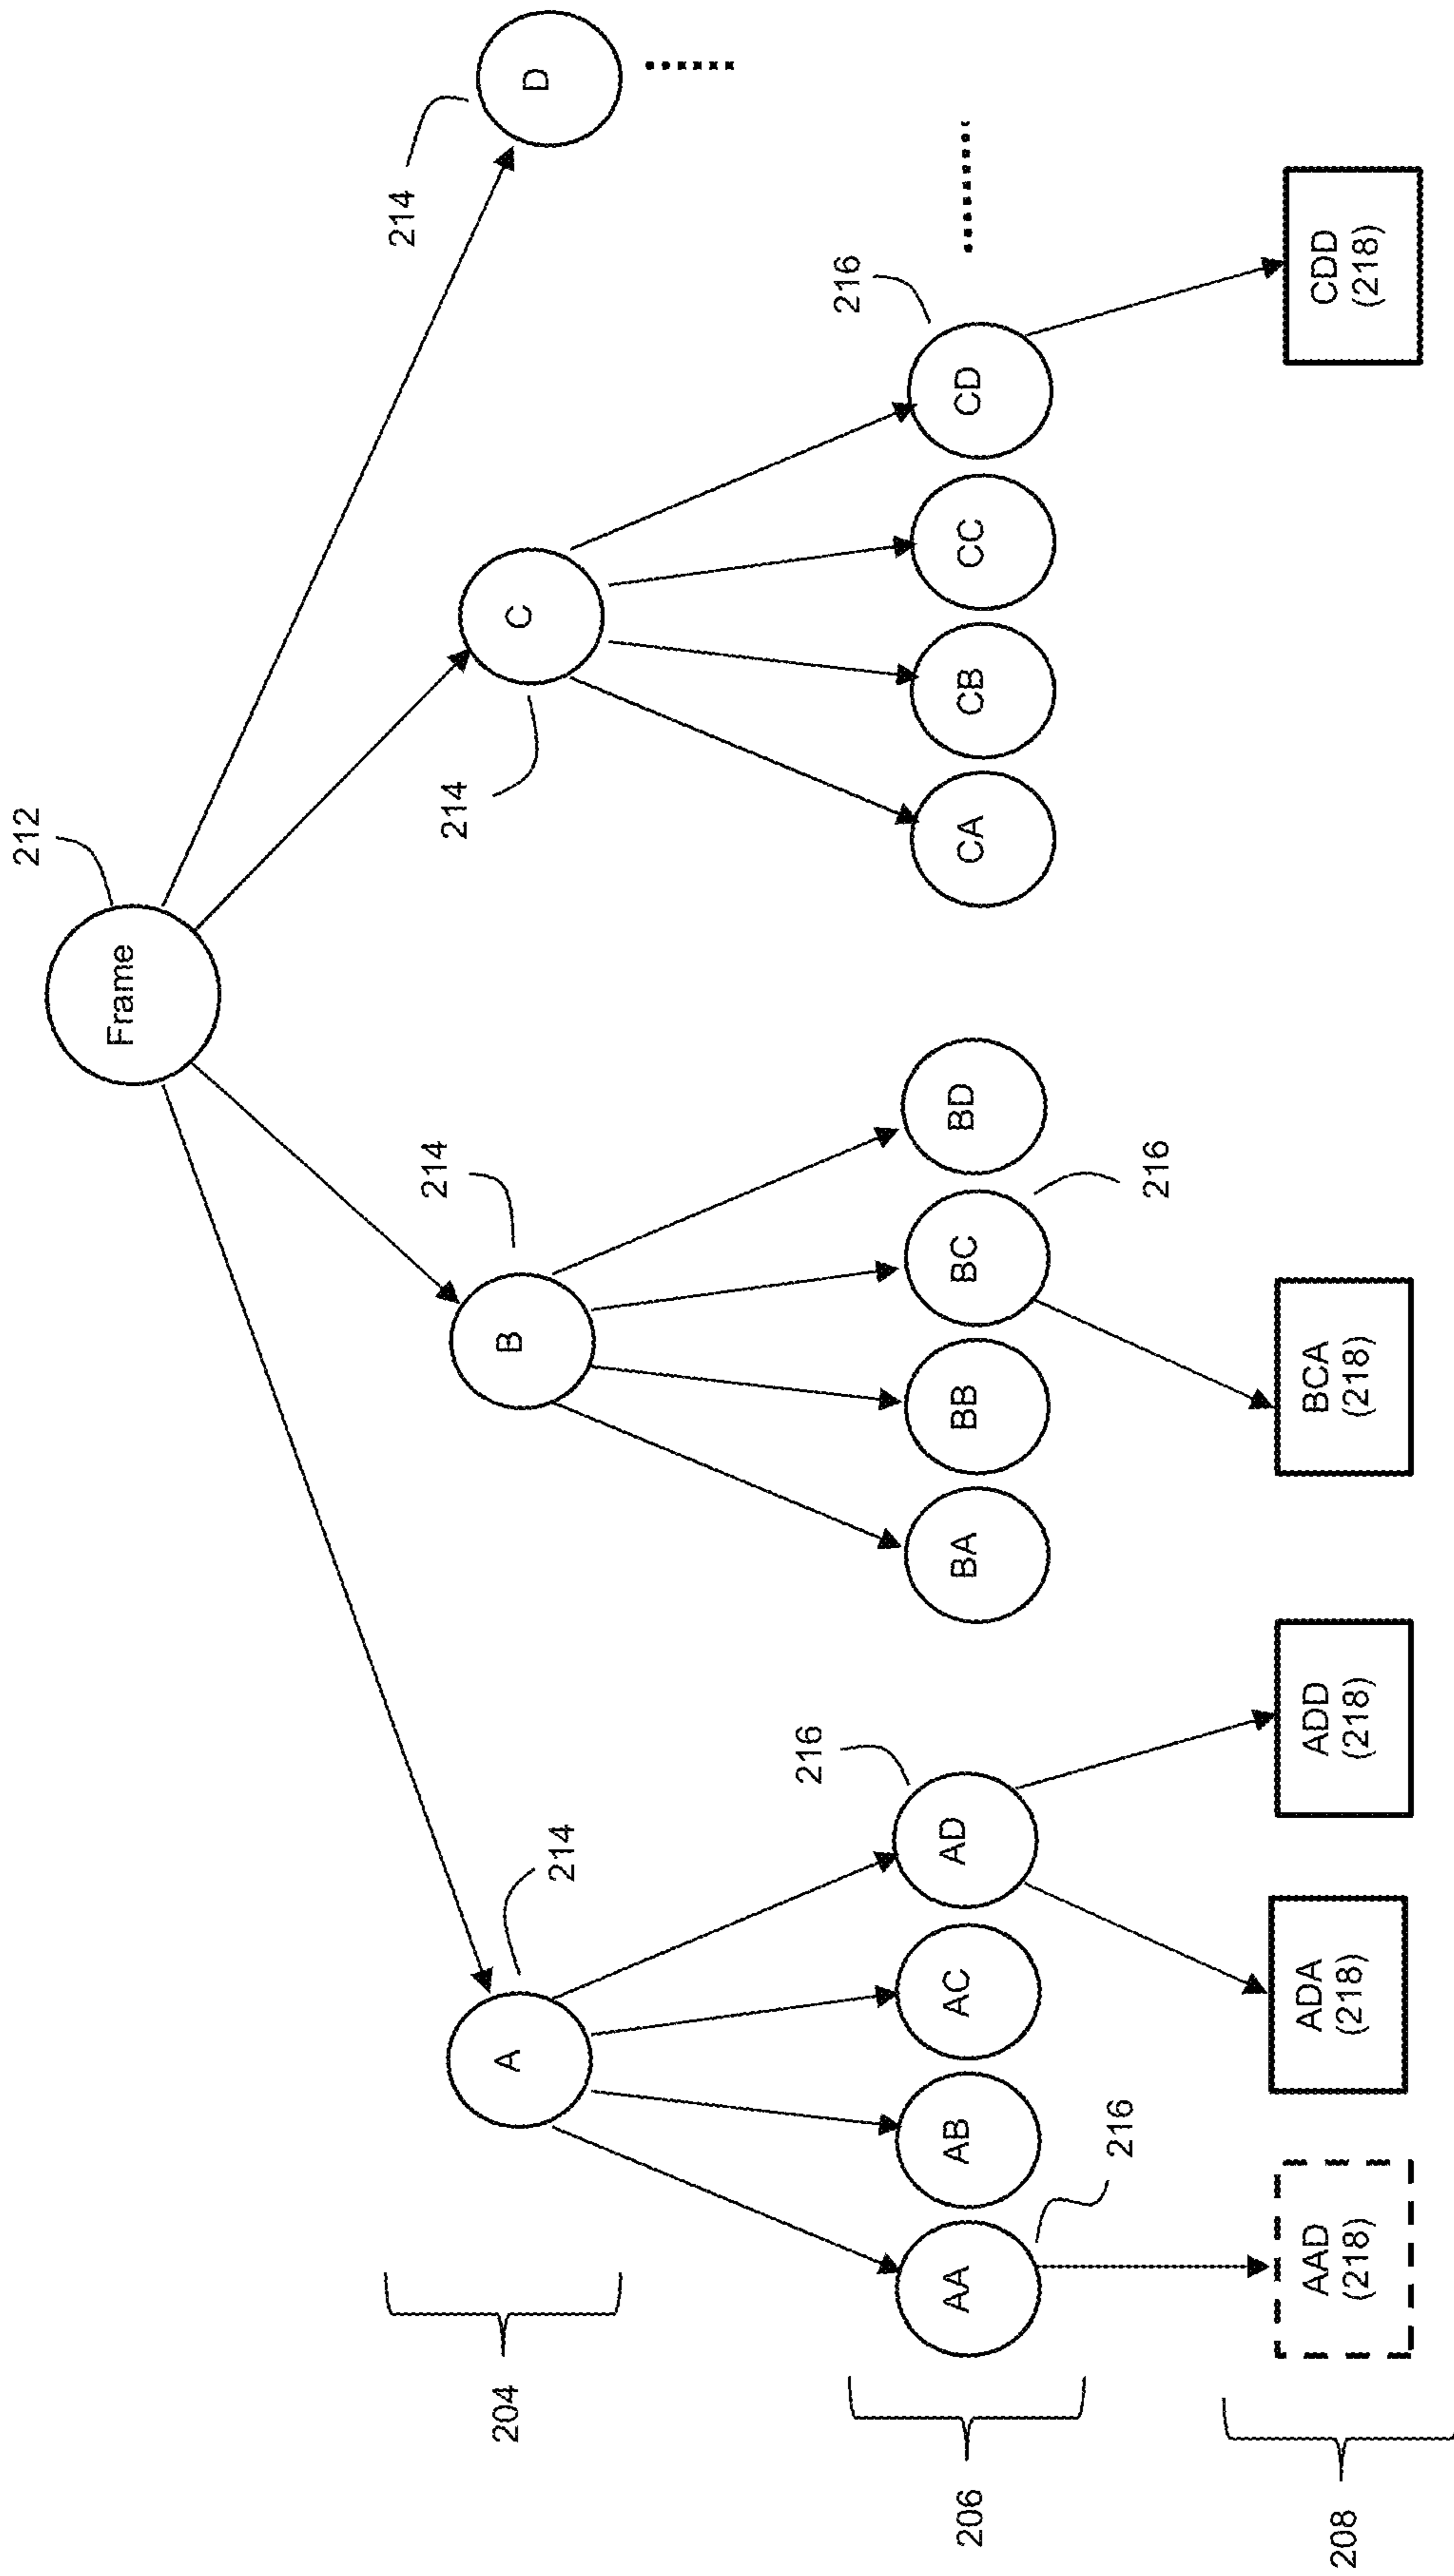 212
Frame
214
214
214
214
A
B
C
D
204
216
216
216
216
AA
AB
AC
AD
BA
BB
BC
BD
CA
CB
CC
CD
206
AAD
(218)
ADA
(218)
ADD
(218)
BCA
(218)
CDD
(218)
208